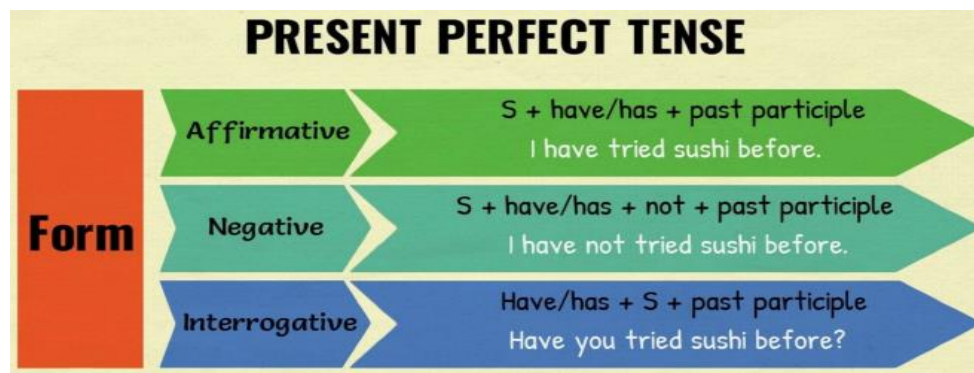 PRESENT PERFECT TENSE
Form
Affirmative
S + have/has + past participle
I have tried sushi before.
Negative
S + have/has + not + past participle
I have not tried sushi before.
Interrogative
Have/has + S + past participle
Have you tried sushi before?